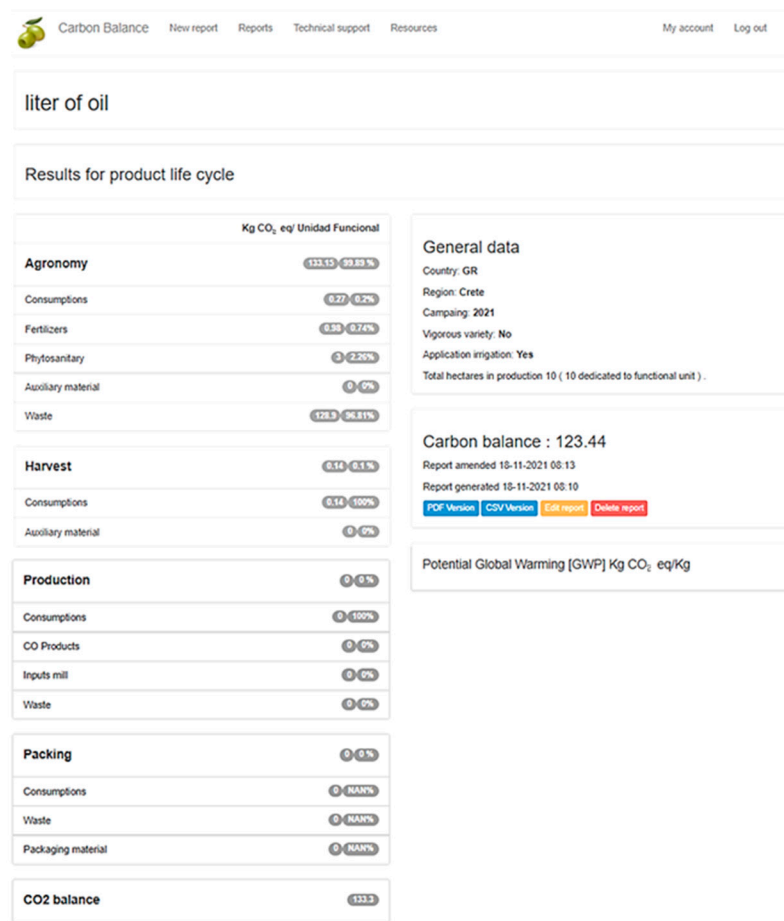 Carbon Balance New report Reports Technical support Resources My account Log out
liter of oil
Results for product life cycle
Kg CO₂ eq/ Unidad Funcional
Agronomy 133.15 99.89 %
Consumptions 0.27 0.2%
Fertilizers 0.98 0.74%
Phytosanitary 3 2.26%
Auxiliary material 0 0%
Waste 128.9 96.81%
Harvest 0.14 0.1 %
Consumptions 0.14 100%
Auxiliary material 0 0%
Production 0 0 %
Consumptions 0 100%
CO Products 0 0%
Inputs mill 0 0%
Waste 0 0%
Packing 0 0 %
Consumptions 0 NAN%
Waste 0 NAN%
Packaging material 0 NAN%
CO2 balance 133.3
General data
Country: GR
Region: Crete
Campaing: 2021
Vigorous variety: No
Application irrigation: Yes
Total hectares in production 10 ( 10 dedicated to functional unit ) .
Carbon balance : 123.44
Report amended 18-11-2021 08:13
Report generated 18-11-2021 08:10
PDF Version CSV Version Edit report Delete report
Potential Global Warming [GWP] Kg CO₂ eq/Kg